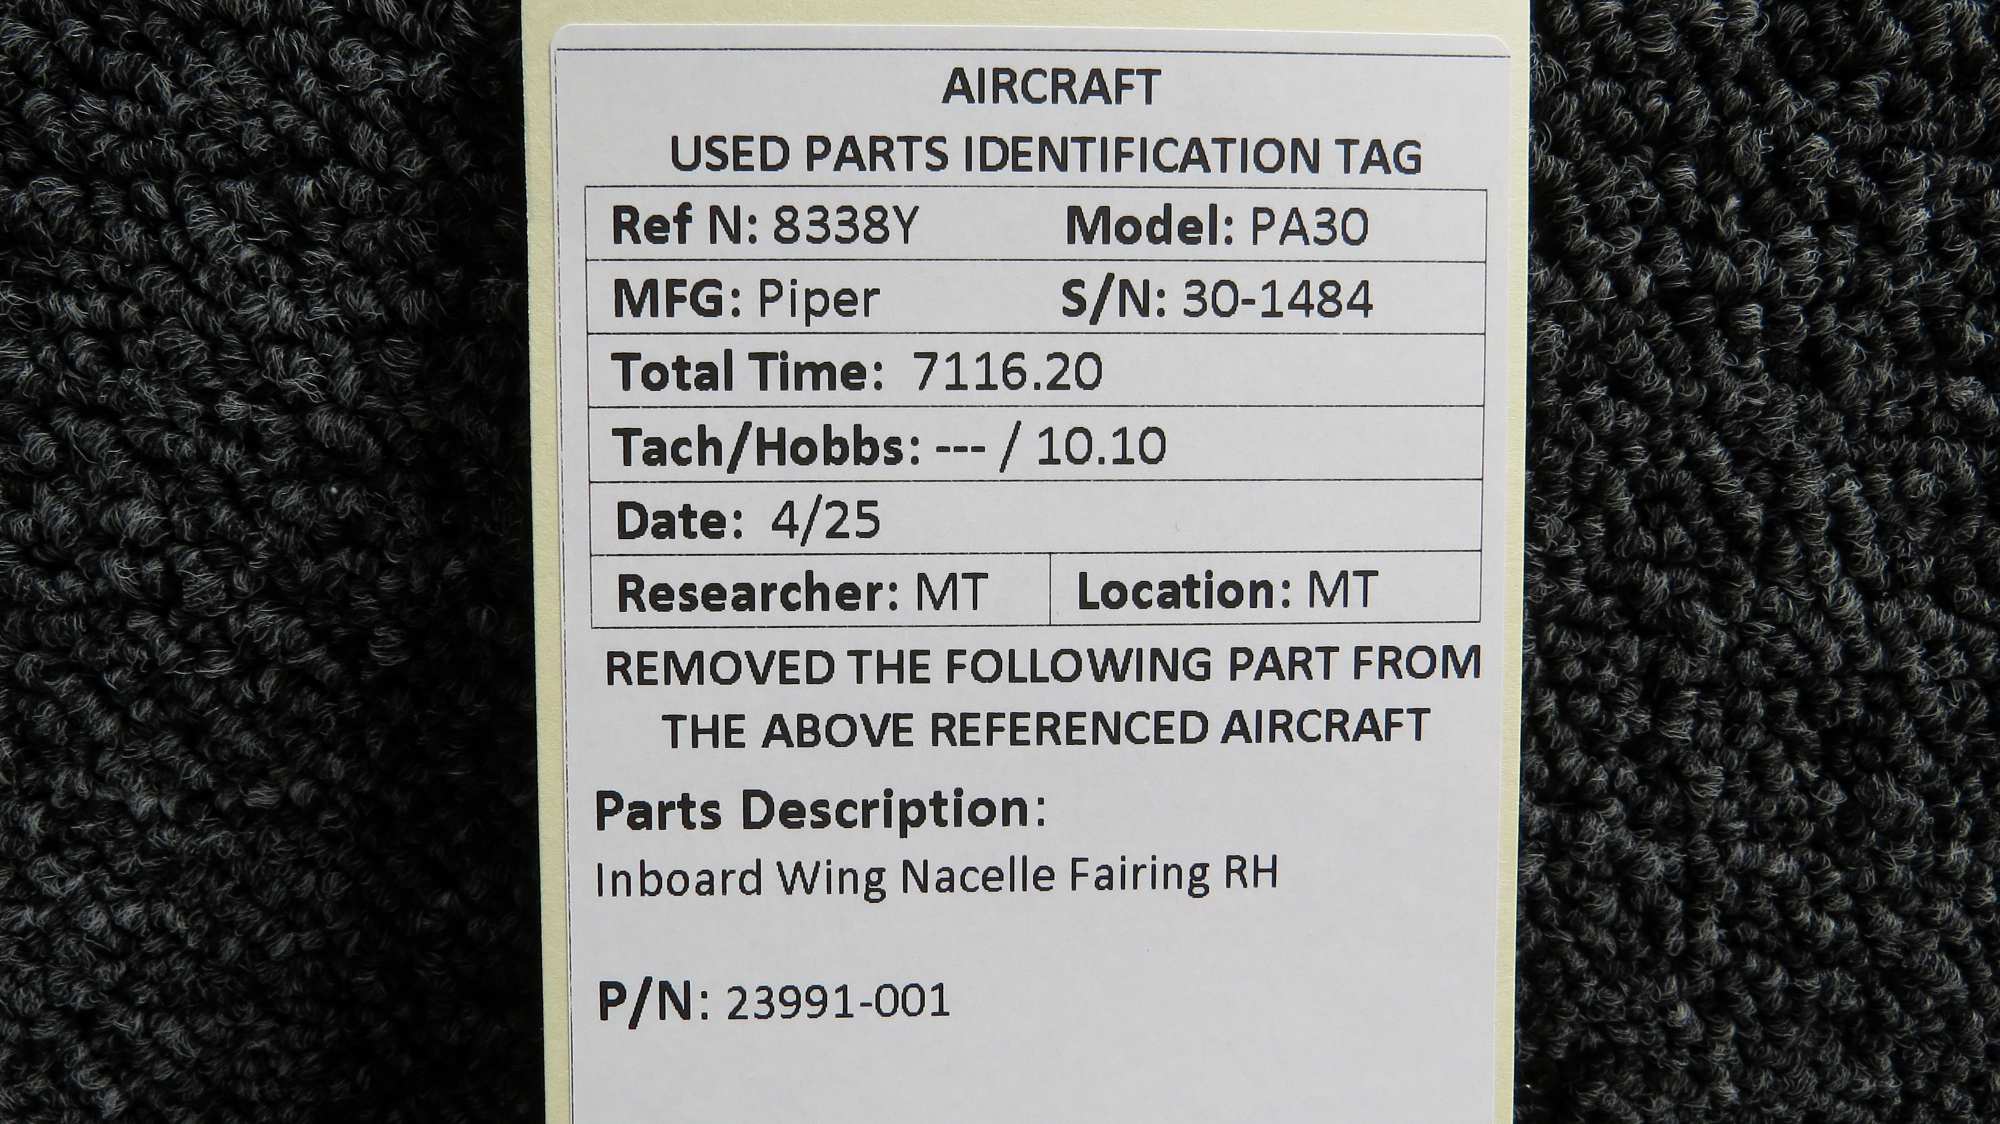 AIRCRAFT
USED PARTS IDENTIFICATION TAG
Ref N: 8338Y Model: PA30
MFG: Piper S/N: 30-1484
Total Time: 7116.20
Tach/Hobbs: --- / 10.10
Date: 4/25
Researcher: MT Location: MT
REMOVED THE FOLLOWING PART FROM
THE ABOVE REFERENCED AIRCRAFT
Parts Description:
Inboard Wing Nacelle Fairing RH
P/N: 23991-001